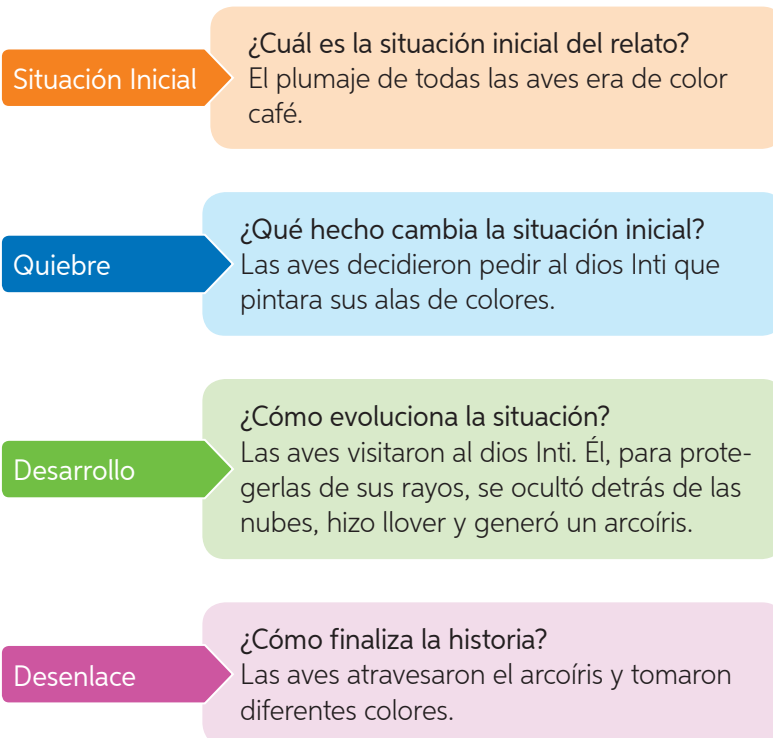 Situación Inicial
¿Cuál es la situación inicial del relato?
El plumaje de todas las aves era de color
café.
Quiebre
¿Qué hecho cambia la situación inicial?
Las aves decidieron pedir al dios Inti que
pintara sus alas de colores.
Desarrollo
¿Cómo evoluciona la situación?
Las aves visitaron al dios Inti. Él, para prote-
gerlas de sus rayos, se ocultó detrás de las
nubes, hizo llover y generó un arcoíris.
Desenlace
¿Cómo finaliza la historia?
Las aves atravesaron el arcoíris y tomaron
diferentes colores.